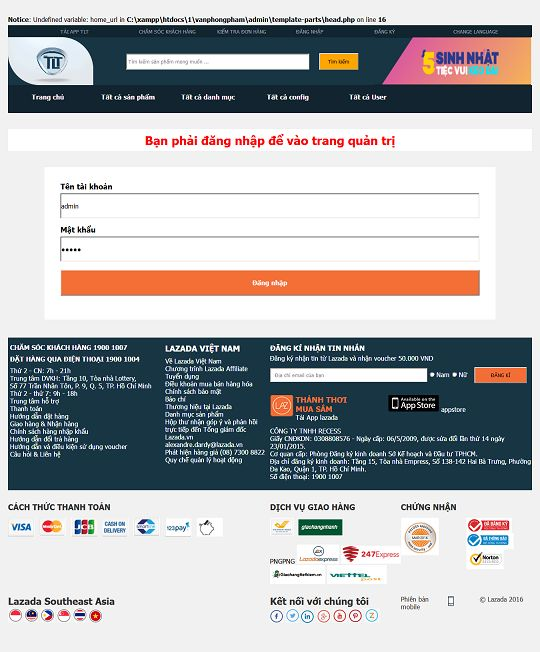 Notice: Undefined variable: home_url in C:\xampp\htdocs\1\vanphongpham\admin\template-parts\head.php on line 16
TẢI APP TLT
CHĂM SÓC KHÁCH HÀNG
KIỂM TRA ĐƠN HÀNG
ĐĂNG NHẬP
ĐĂNG KÝ
CHANGE LANGUAGE
TLT
Tìm kiếm sản phẩm mong muốn ...
Tìm kiếm
5 SINH NHẬT
TIỆC VUI
Trang chủ
Tất cả sản phẩm
Tất cả danh mục
Tất cả config
Tất cả User
Bạn phải đăng nhập để vào trang quản trị
Tên tài khoản
admin
Mật khẩu
•••••
Đăng nhập
CHĂM SÓC KHÁCH HÀNG 1900 1007
ĐẶT HÀNG QUA ĐIỆN THOẠI 1900 1004
Thứ 2 - CN: 7h - 21h
Trung tâm DVKH: Tầng 10, Tòa nhà Lottery,
Số 77 Trần Nhân Tôn, P. 9, Q. 5, TP. Hồ Chí Minh
Thứ 2 - thứ 7: 9h - 18h
Trung tâm hỗ trợ
Thanh toán
Hướng dẫn đặt hàng
Giao hàng & Nhận hàng
Chính sách hàng nhập khẩu
Hướng dẫn đổi trả hàng
Hướng dẫn và điều kiện sử dụng voucher
Câu hỏi & Liên hệ
LAZADA VIỆT NAM
Về Lazada Việt Nam
Chương trình Lazada Affiliate
Tuyển dụng
Điều khoản mua bán hàng hóa
Chính sách bảo mật
Báo chí
Thương hiệu tại Lazada
Danh mục sản phẩm
Hộp thư nhận góp ý và phản hồi
trực tiếp đến Tổng giám đốc
Lazada.vn
alexandre.dardy@lazada.vn
Phát hiện hàng giả (08) 7300 8822
Quy chế quản lý hoạt động
ĐĂNG KÍ NHẬN TIN NHẮN
Đăng ký nhận tin từ Lazada và nhận voucher 50.000 VND
Địa chỉ email của bạn
Nam
Nữ
ĐĂNG KÍ
LAZ
THÀNH THƠI
MUA SẮM
Tải App lazada
Available on the
App Store
appstore
CÔNG TY TNHH RECESS
Giấy CNĐKDN: 0308808576 - Ngày cấp: 06/5/2009, được sửa đổi lần thứ 14 ngày
23/01/2015.
Cơ quan cấp: Phòng Đăng ký kinh doanh Sở Kế hoạch và Đầu tư TPHCM.
Địa chỉ đăng ký kinh doanh: Tầng 15, Tòa nhà Empress, Số 138-142 Hai Bà Trưng, Phường
Đa Kao, Quận 1, TP. Hồ Chí Minh.
Số điện thoại: 1900 1007
CÁCH THỨC THANH TOÁN
VISA
MasterCard
JCB
CASH ON
DELIVERY
smartlink
123pay
DỊCH VỤ GIAO HÀNG
giaohangnhanh
PNGPNG
Lazadaexpress
247Express
GiaohangTietkiem.vn
VIETTEL
CHỨNG NHẬN
ĐÃ ĐĂNG KÝ
ĐÃ THÔNG BÁO
Norton
Lazada Southeast Asia
Kết nối với chúng tôi
Phiên bản
mobile
© Lazada 2016